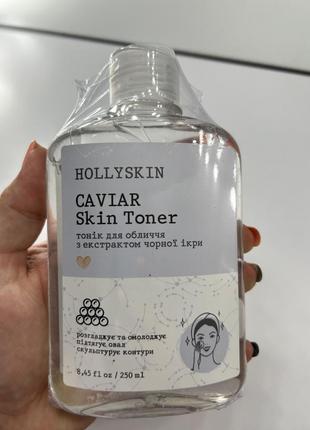 HOLLYSKIN
CAVIAR
Skin Toner
тонік для обличчя
з екстрактом чорної ікри
розгладжує та омолоджує
підтягує овал
скульптурує контури
8,45 fl oz / 250 ml